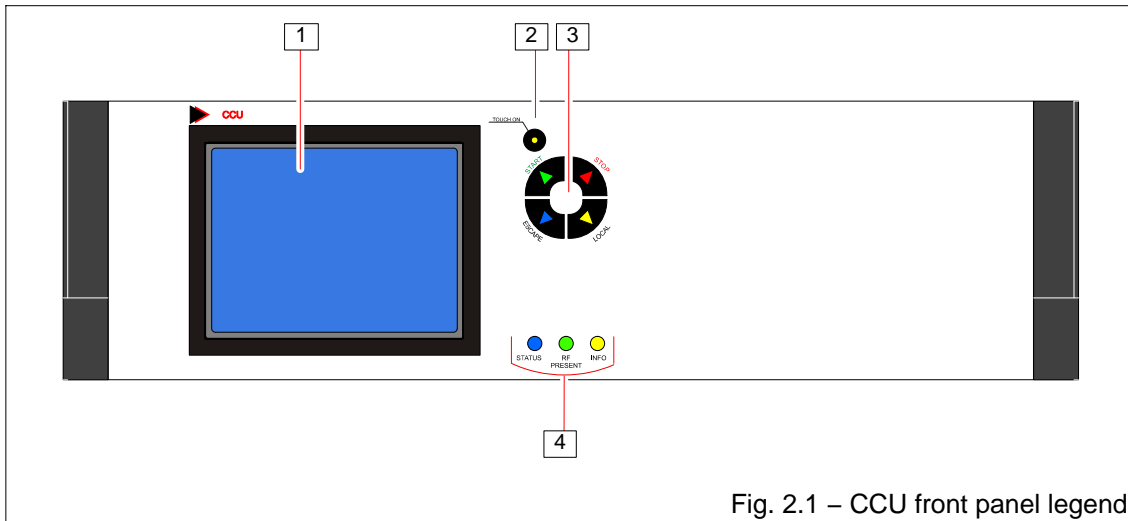 1
2
3
CCU
TOUCH ON
START
STOP
ESCAPE
LOCAL
STATUS
RF PRESENT
INFO
4
Fig. 2.1 – CCU front panel legend